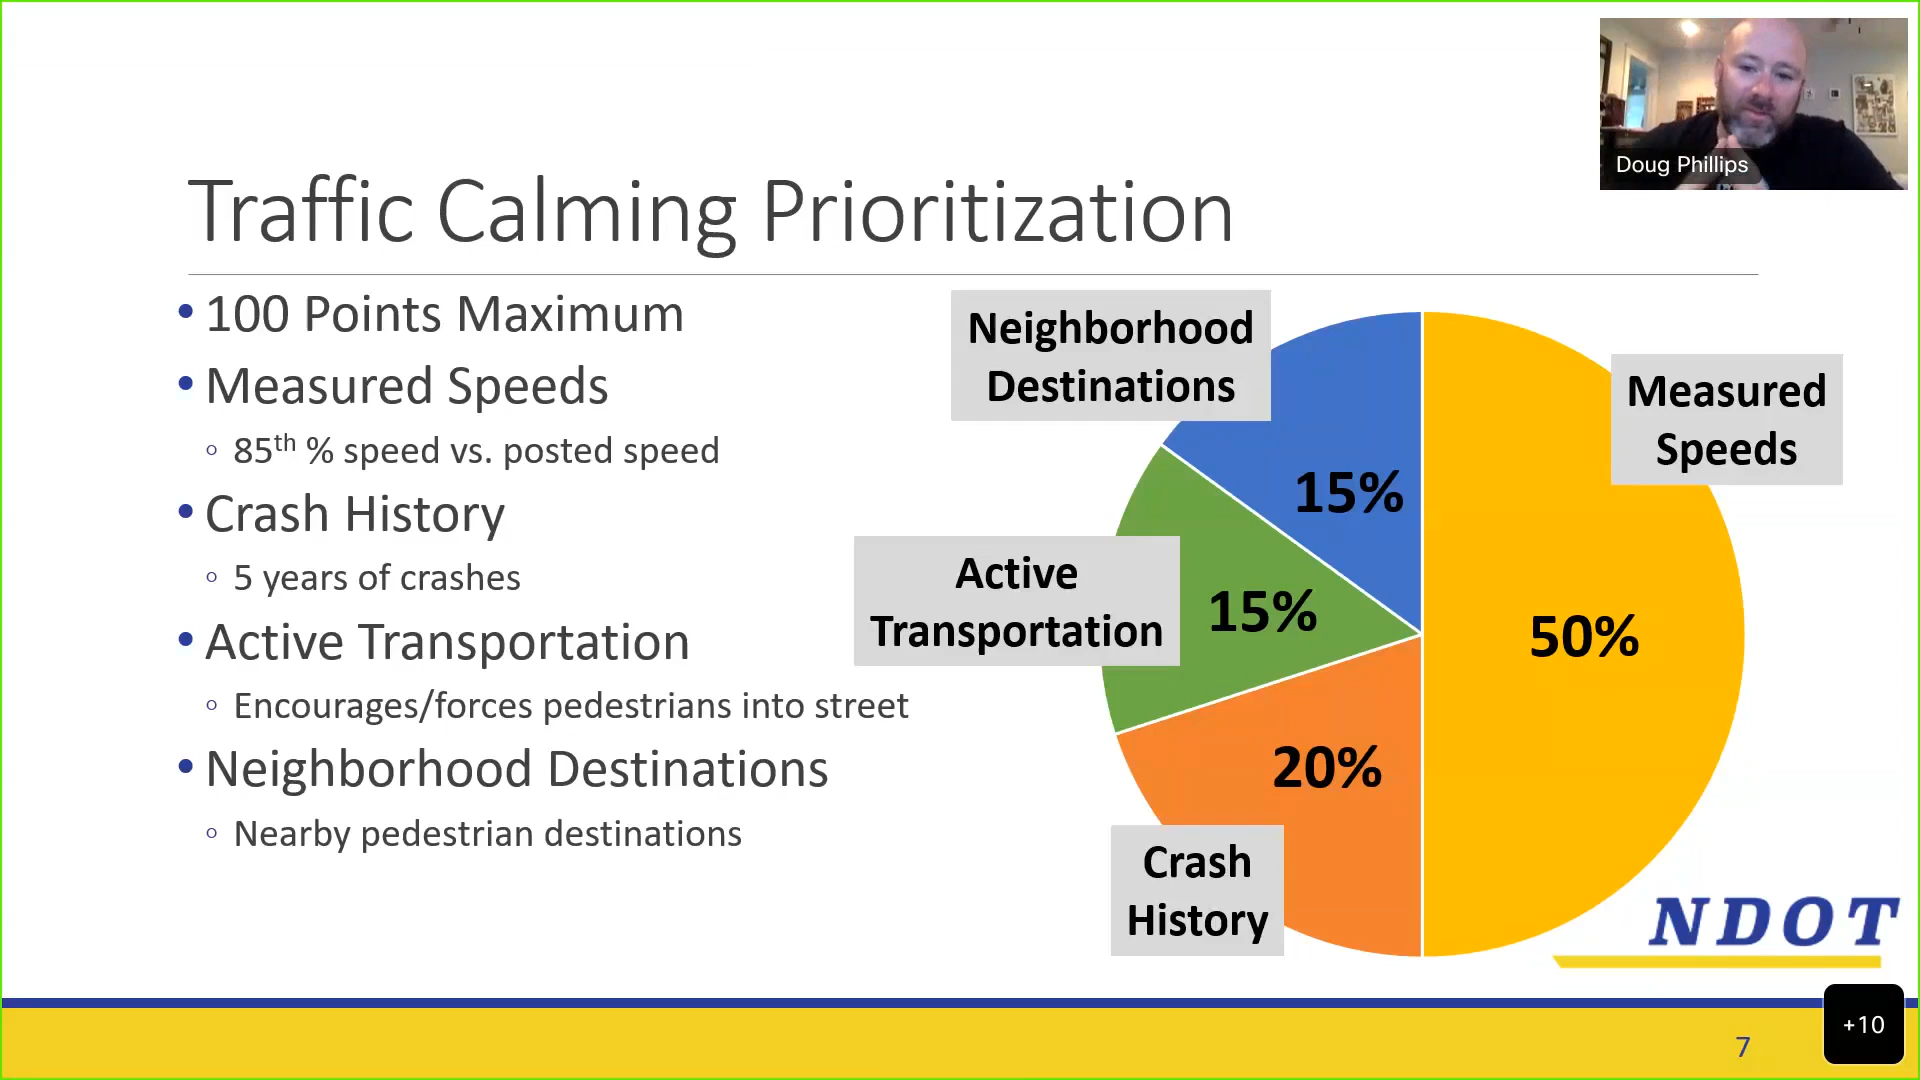 Doug Phillips
Traffic Calming Prioritization
• 100 Points Maximum
• Measured Speeds
◦ 85th % speed vs. posted speed
• Crash History
◦ 5 years of crashes
• Active Transportation
◦ Encourages/forces pedestrians into street
• Neighborhood Destinations
◦ Nearby pedestrian destinations
Neighborhood
Destinations
Measured
Speeds
15%
Active
Transportation
15%
50%
20%
Crash
History
NDOT
7
+10